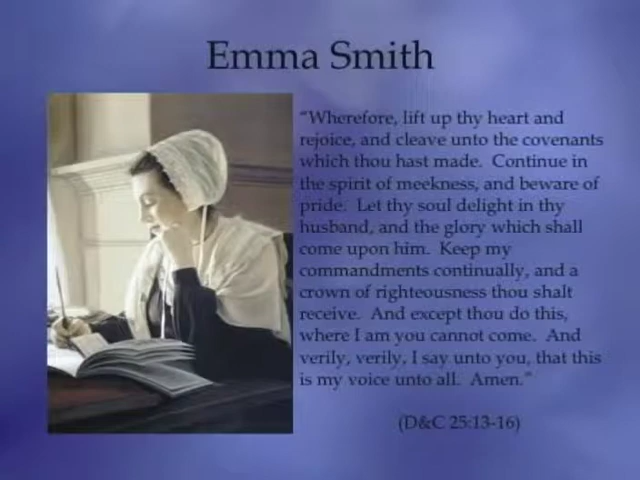 Emma Smith
“Wherefore, lift up thy heart and
rejoice, and cleave unto the covenants
which thou hast made.  Continue in
the spirit of meekness, and beware of
pride.  Let thy soul delight in thy
husband, and the glory which shall
come upon him.  Keep my
commandments continually, and a
crown of righteousness thou shalt
receive.  And except thou do this,
where I am you cannot come.  And
verily, verily, I say unto you, that this
is my voice unto all.  Amen.”
(D&C 25:13-16)